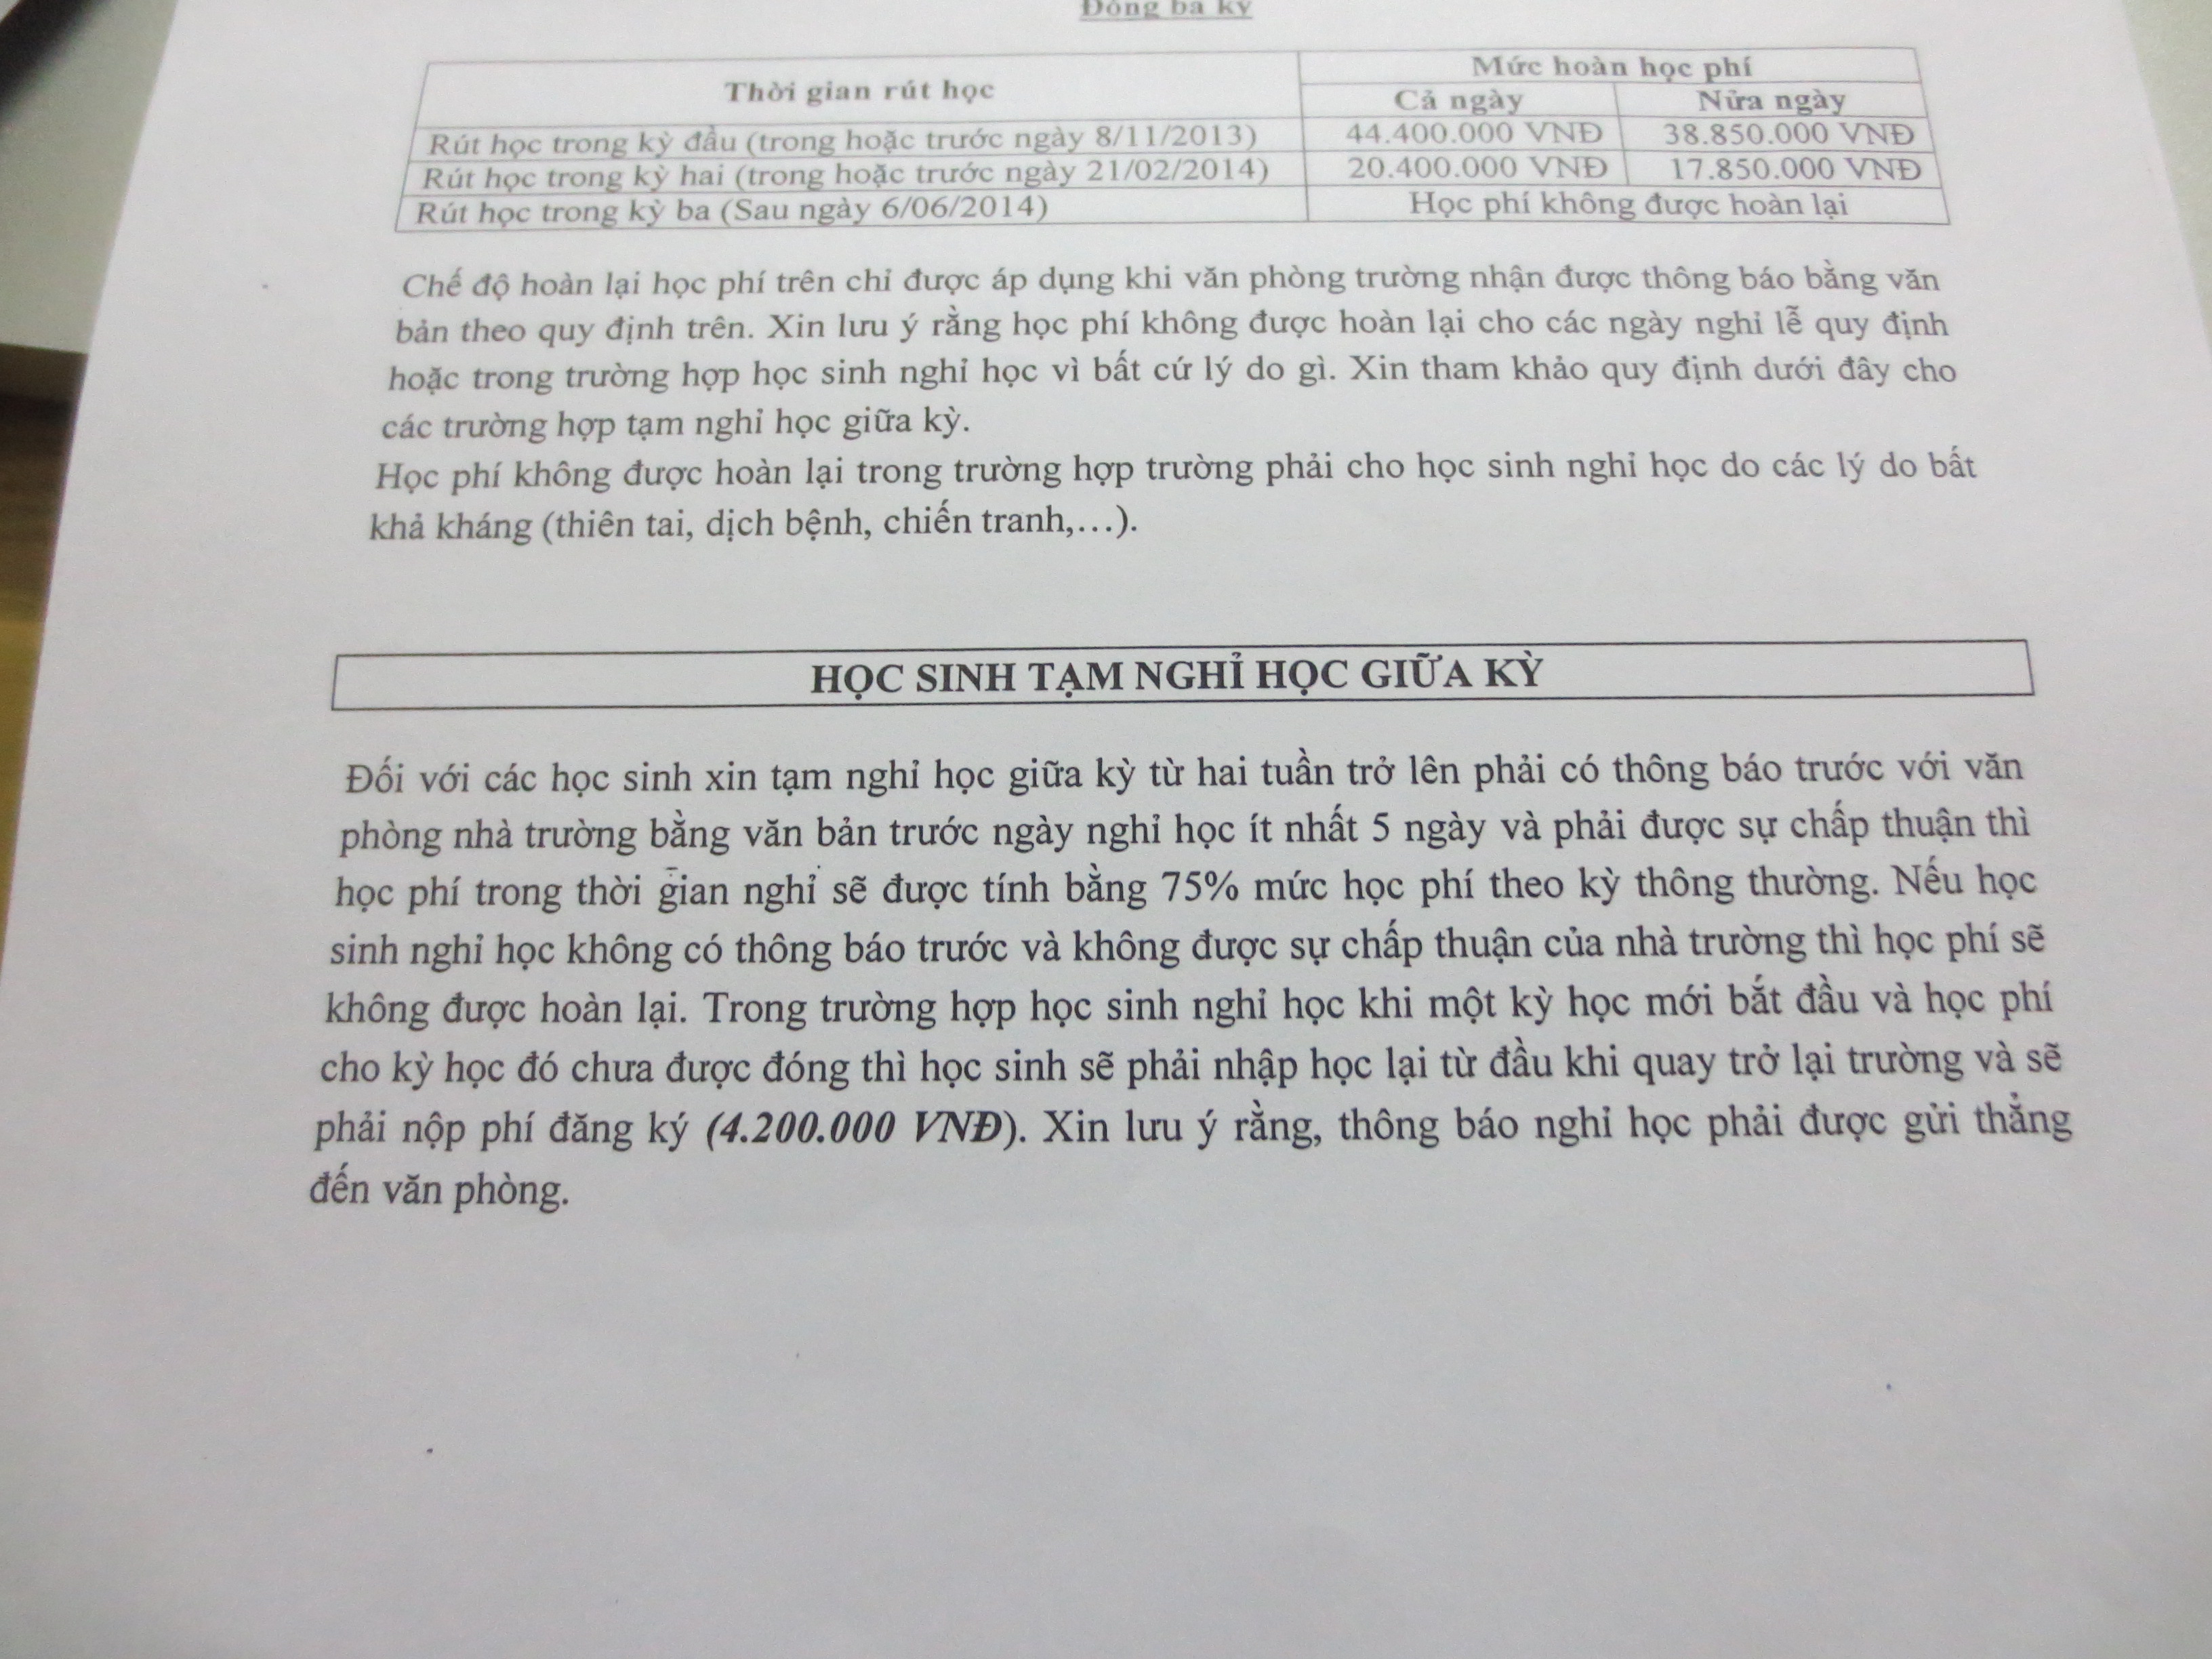 Đóng ba kỳ
Thời gian rút học
Mức hoàn học phí
Cả ngày Nửa ngày
Rút học trong kỳ đầu (trong hoặc trước ngày 8/11/2013) 44.400.000 VNĐ 38.850.000 VNĐ
Rút học trong kỳ hai (trong hoặc trước ngày 21/02/2014) 20.400.000 VNĐ 17.850.000 VNĐ
Rút học trong kỳ ba (Sau ngày 6/06/2014) Học phí không được hoàn lại
Chế độ hoàn lại học phí trên chỉ được áp dụng khi văn phòng trường nhận được thông báo bằng văn
bản theo quy định trên. Xin lưu ý rằng học phí không được hoàn lại cho các ngày nghỉ lễ quy định
hoặc trong trường hợp học sinh nghỉ học vì bất cứ lý do gì. Xin tham khảo quy định dưới đây cho
các trường hợp tạm nghỉ học giữa kỳ.
Học phí không được hoàn lại trong trường hợp trường phải cho học sinh nghỉ học do các lý do bất
khả kháng (thiên tai, dịch bệnh, chiến tranh,…).
HỌC SINH TẠM NGHỈ HỌC GIỮA KỲ
Đối với các học sinh xin tạm nghỉ học giữa kỳ từ hai tuần trở lên phải có thông báo trước với văn
phòng nhà trường bằng văn bản trước ngày nghỉ học ít nhất 5 ngày và phải được sự chấp thuận thì
học phí trong thời gian nghỉ sẽ được tính bằng 75% mức học phí theo kỳ thông thường. Nếu học
sinh nghỉ học không có thông báo trước và không được sự chấp thuận của nhà trường thì học phí sẽ
không được hoàn lại. Trong trường hợp học sinh nghỉ học khi một kỳ học mới bắt đầu và học phí
cho kỳ học đó chưa được đóng thì học sinh sẽ phải nhập học lại từ đầu khi quay trở lại trường và sẽ
phải nộp phí đăng ký (4.200.000 VNĐ). Xin lưu ý rằng, thông báo nghỉ học phải được gửi thẳng
đến văn phòng.